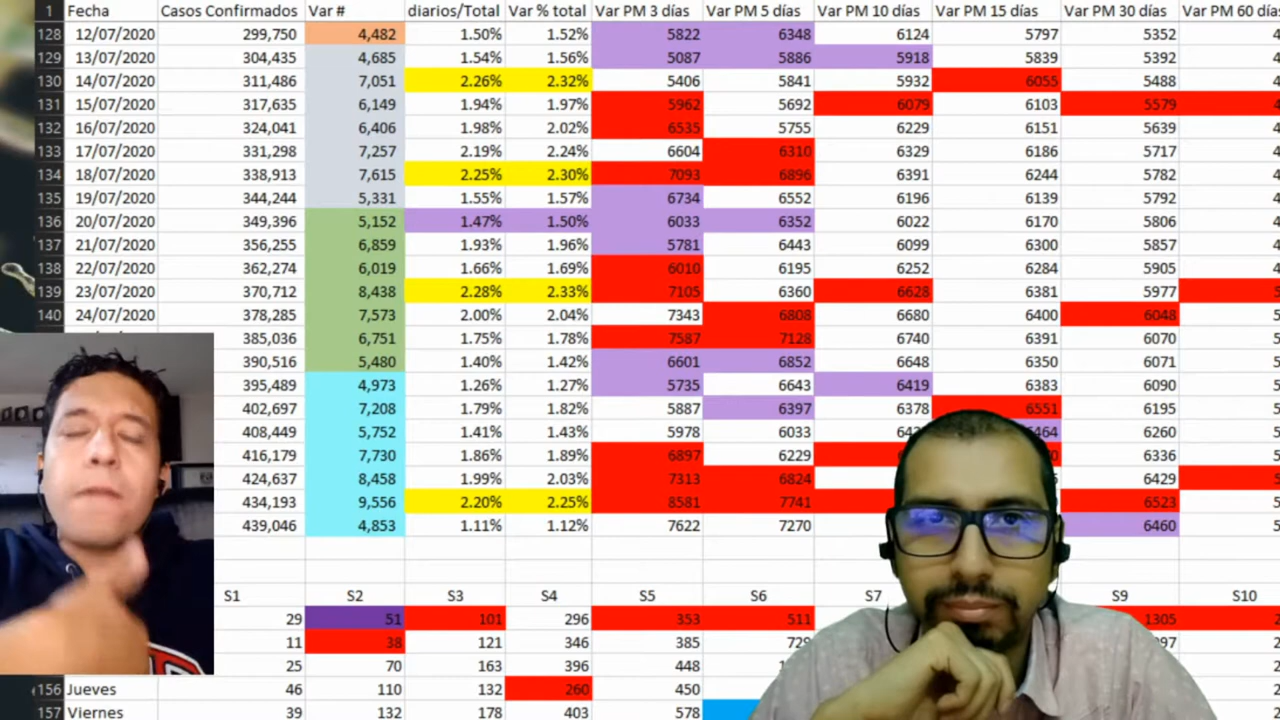 1 Fecha Casos Confirmados Var # diarios/Total Var % total Var PM 3 días Var PM 5 días Var PM 10 días Var PM 15 días Var PM 30 días Var PM 60 días
128 12/07/2020 299,750 4,482 1.50% 1.52% 5822 6348 6124 5797 5352
129 13/07/2020 304,435 4,685 1.54% 1.56% 5087 5886 5918 5839 5392
130 14/07/2020 311,486 7,051 2.26% 2.32% 5406 5841 5932 6055 5488
131 15/07/2020 317,635 6,149 1.94% 1.97% 5962 5692 6079 6103 5579
132 16/07/2020 324,041 6,406 1.98% 2.02% 6535 5755 6229 6151 5639
133 17/07/2020 331,298 7,257 2.19% 2.24% 6604 6310 6329 6186 5717
134 18/07/2020 338,913 7,615 2.25% 2.30% 7093 6896 6391 6244 5782
135 19/07/2020 344,244 5,331 1.55% 1.57% 6734 6552 6196 6139 5792
136 20/07/2020 349,396 5,152 1.47% 1.50% 6033 6352 6022 6170 5806
137 21/07/2020 356,255 6,859 1.93% 1.96% 5781 6443 6099 6300 5857
138 22/07/2020 362,274 6,019 1.66% 1.69% 6010 6195 6252 6284 5905
139 23/07/2020 370,712 8,438 2.28% 2.33% 7105 6360 6628 6381 5977
140 24/07/2020 378,285 7,573 2.00% 2.04% 7343 6808 6680 6400 6048
385,036 6,751 1.75% 1.78% 7587 7128 6740 6391 6070
390,516 5,480 1.40% 1.42% 6601 6852 6648 6350 6071
395,489 4,973 1.26% 1.27% 5735 6643 6419 6383 6090
402,697 7,208 1.79% 1.82% 5887 6397 6378 6551 6195
408,449 5,752 1.41% 1.43% 5978 6033 6260
416,179 7,730 1.86% 1.89% 6897 6229 6336
424,637 8,458 1.99% 2.03% 7313 6824 6429
434,193 9,556 2.20% 2.25% 8581 7741 6523
439,046 4,853 1.11% 1.12% 7622 7270 6460
S1 S2 S3 S4 S5 S6 S7 S9 S10
29 51 101 296 353 511 1305
11 38 121 346 385
25 70 163 396 448
156 Jueves 46 110 132 260 450
157 Viernes 39 132 178 403 578